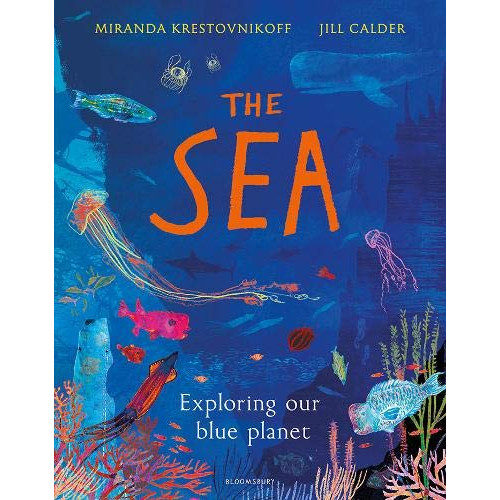 MIRANDA KRESTOVNIKOFF JILL CALDER
THE
SEA
Exploring our
blue planet
BLOOMSBURY